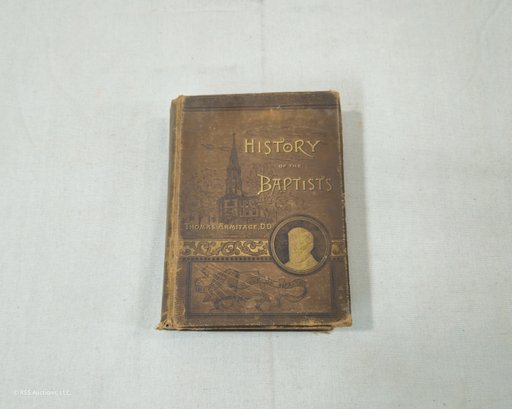 HISTORY
OF THE
BAPTISTS
THOMAS ARMITAGE, D.D.
© RSS Auctions, LLC.